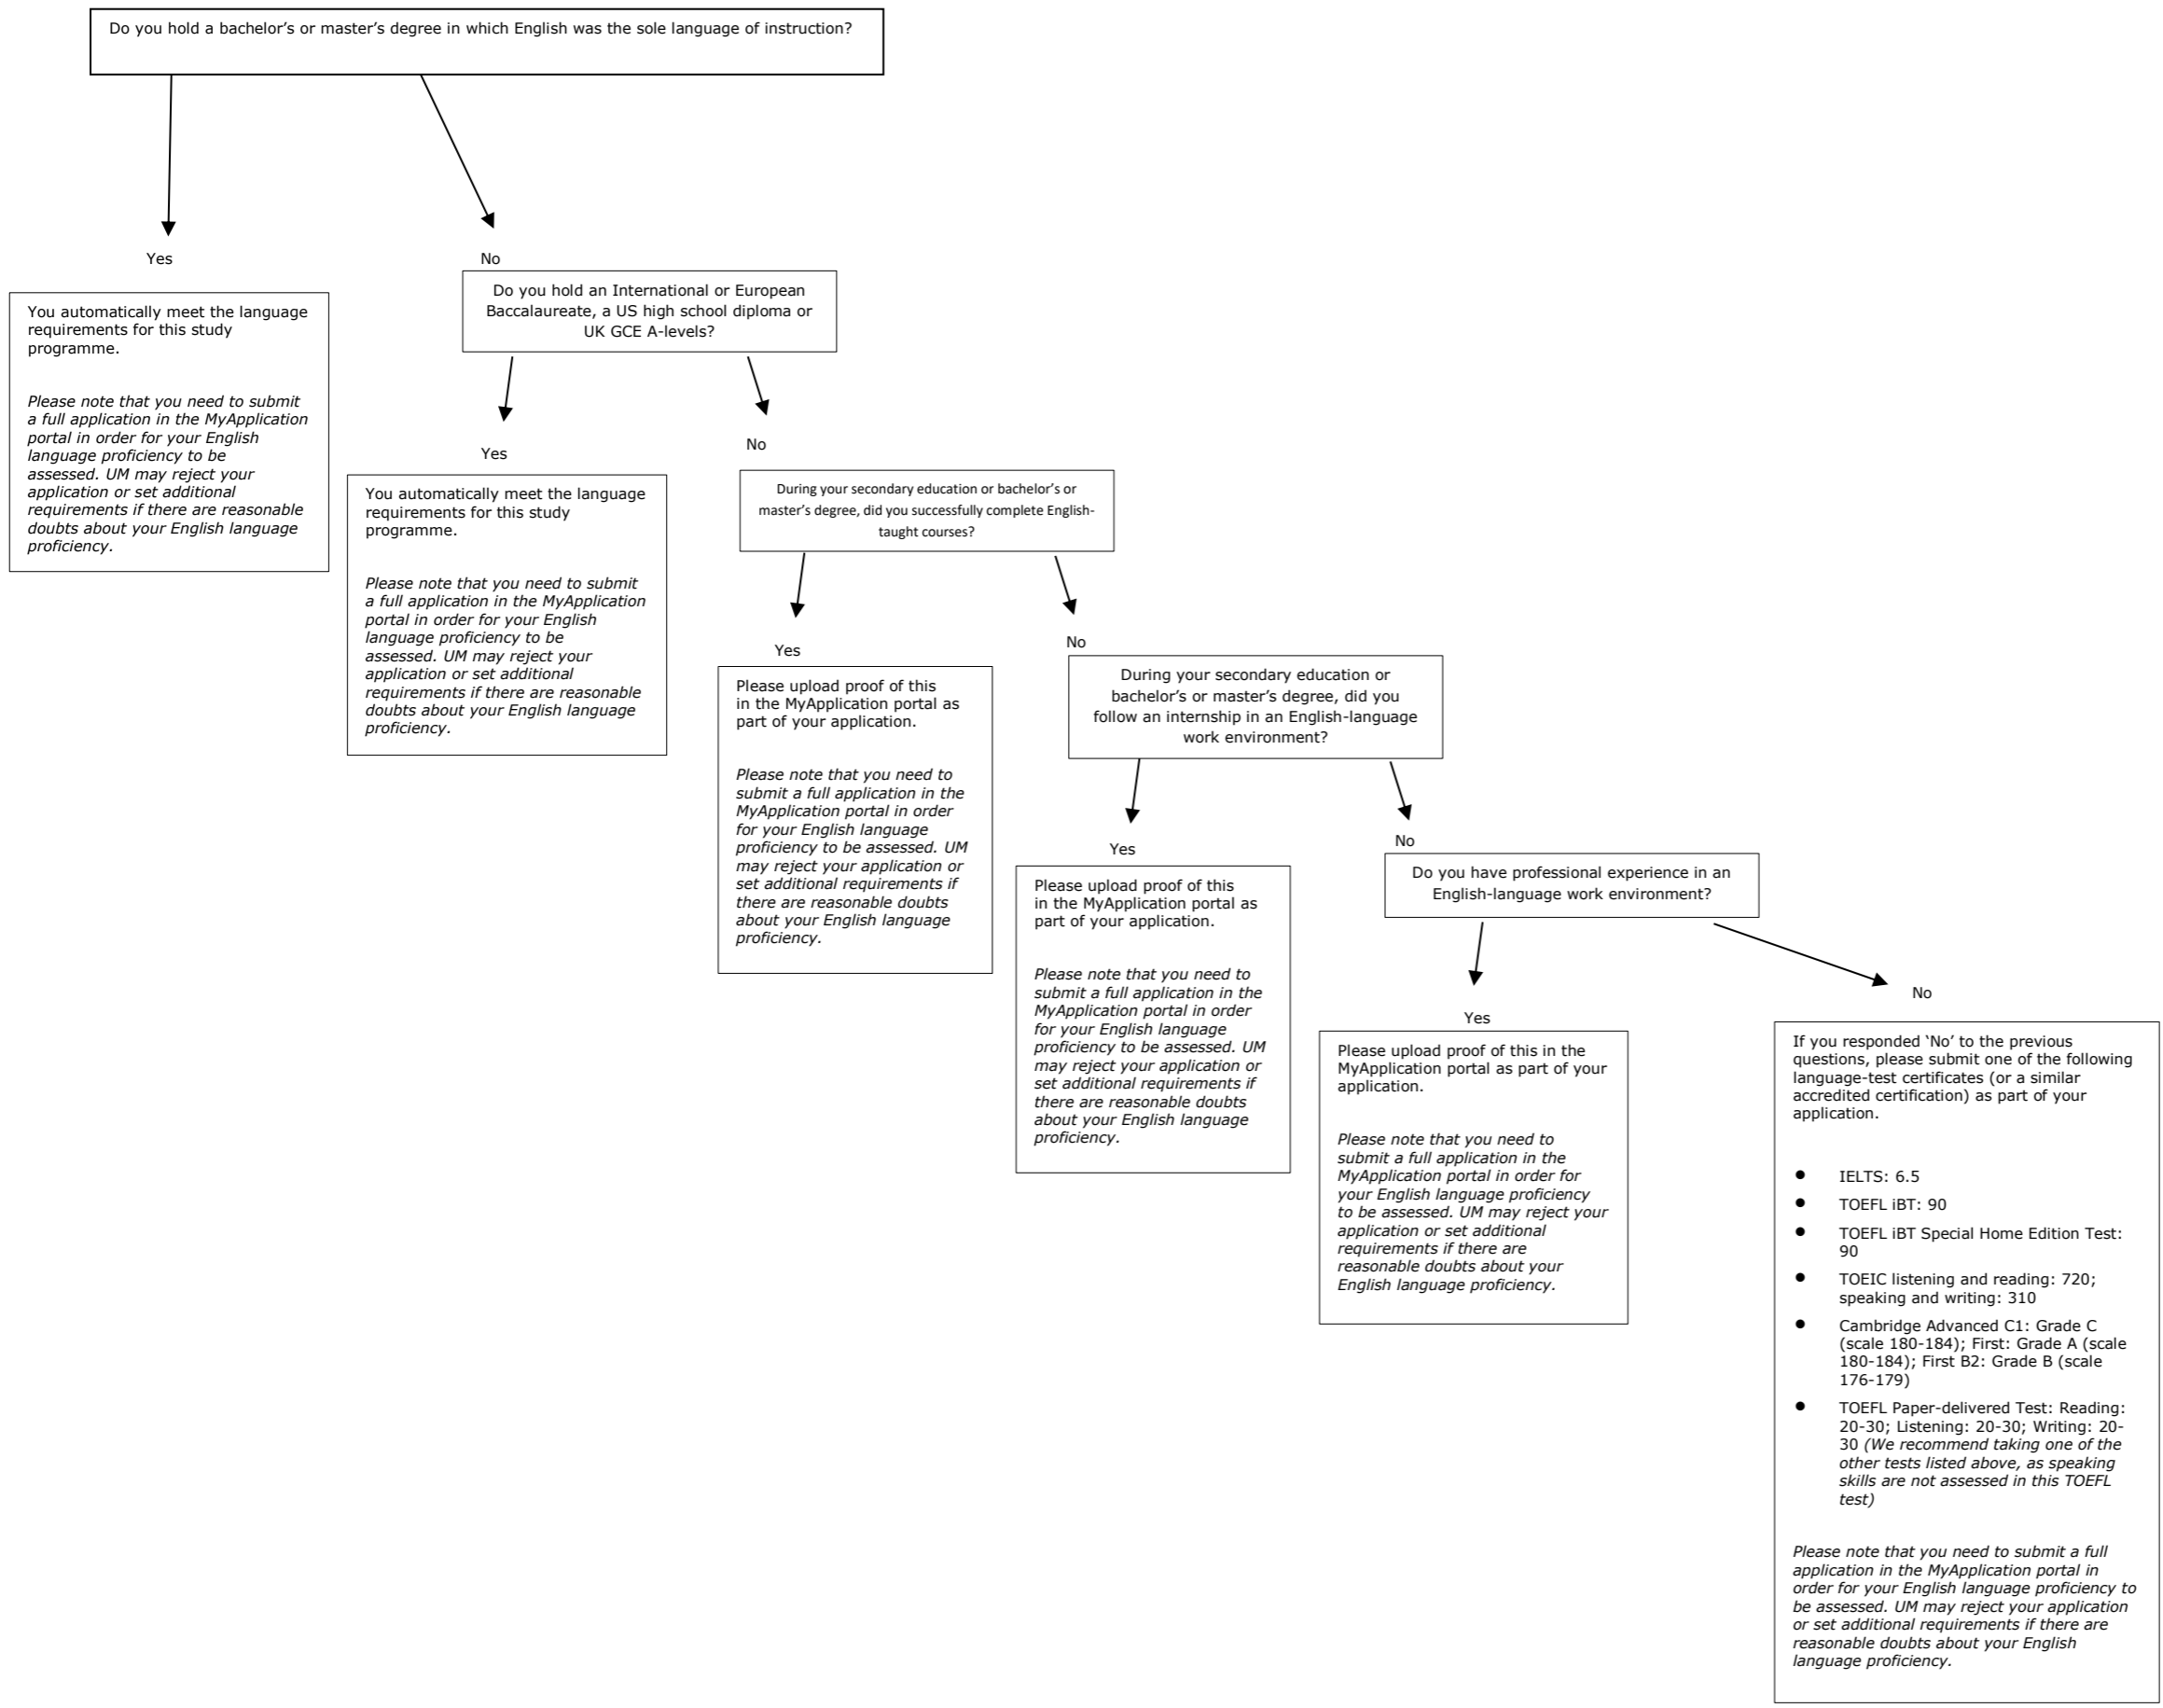 Do you hold a bachelor’s or master’s degree in which English was the sole language of instruction?
Yes
You automatically meet the language
requirements for this study
programme.
Please note that you need to submit
a full application in the MyApplication
portal in order for your English
language proficiency to be
assessed. UM may reject your
application or set additional
requirements if there are reasonable
doubts about your English language
proficiency.
No
Do you hold an International or European
Baccalaureate, a US high school diploma or
UK GCE A-levels?
Yes
You automatically meet the language
requirements for this study
programme.
Please note that you need to submit
a full application in the MyApplication
portal in order for your English
language proficiency to be
assessed. UM may reject your
application or set additional
requirements if there are reasonable
doubts about your English language
proficiency.
No
During your secondary education or bachelor’s or
master’s degree, did you successfully complete English-
taught courses?
Yes
Please upload proof of this
in the MyApplication portal as
part of your application.
Please note that you need to
submit a full application in the
MyApplication portal in order
for your English language
proficiency to be assessed. UM
may reject your application or
set additional requirements if
there are reasonable doubts
about your English language
proficiency.
No
During your secondary education or
bachelor’s or master’s degree, did you
follow an internship in an English-language
work environment?
Yes
Please upload proof of this
in the MyApplication portal as
part of your application.
Please note that you need to
submit a full application in the
MyApplication portal in order
for your English language
proficiency to be assessed. UM
may reject your application or
set additional requirements if
there are reasonable doubts
about your English language
proficiency.
No
Do you have professional experience in an
English-language work environment?
Yes
Please upload proof of this in the
MyApplication portal as part of your
application.
Please note that you need to
submit a full application in the
MyApplication portal in order for
your English language proficiency
to be assessed. UM may reject your
application or set additional
requirements if there are
reasonable doubts about your
English language proficiency.
No
If you responded ‘No’ to the previous
questions, please submit one of the following
language-test certificates (or a similar
accredited certification) as part of your
application.
• IELTS: 6.5
• TOEFL iBT: 90
• TOEFL iBT Special Home Edition Test:
90
• TOEIC listening and reading: 720;
speaking and writing: 310
• Cambridge Advanced C1: Grade C
(scale 180-184); First: Grade A (scale
180-184); First B2: Grade B (scale
176-179)
• TOEFL Paper-delivered Test: Reading:
20-30; Listening: 20-30; Writing: 20-
30 (We recommend taking one of the
other tests listed above, as speaking
skills are not assessed in this TOEFL
test)
Please note that you need to submit a full
application in the MyApplication portal in
order for your English language proficiency to
be assessed. UM may reject your application
or set additional requirements if there are
reasonable doubts about your English
language proficiency.